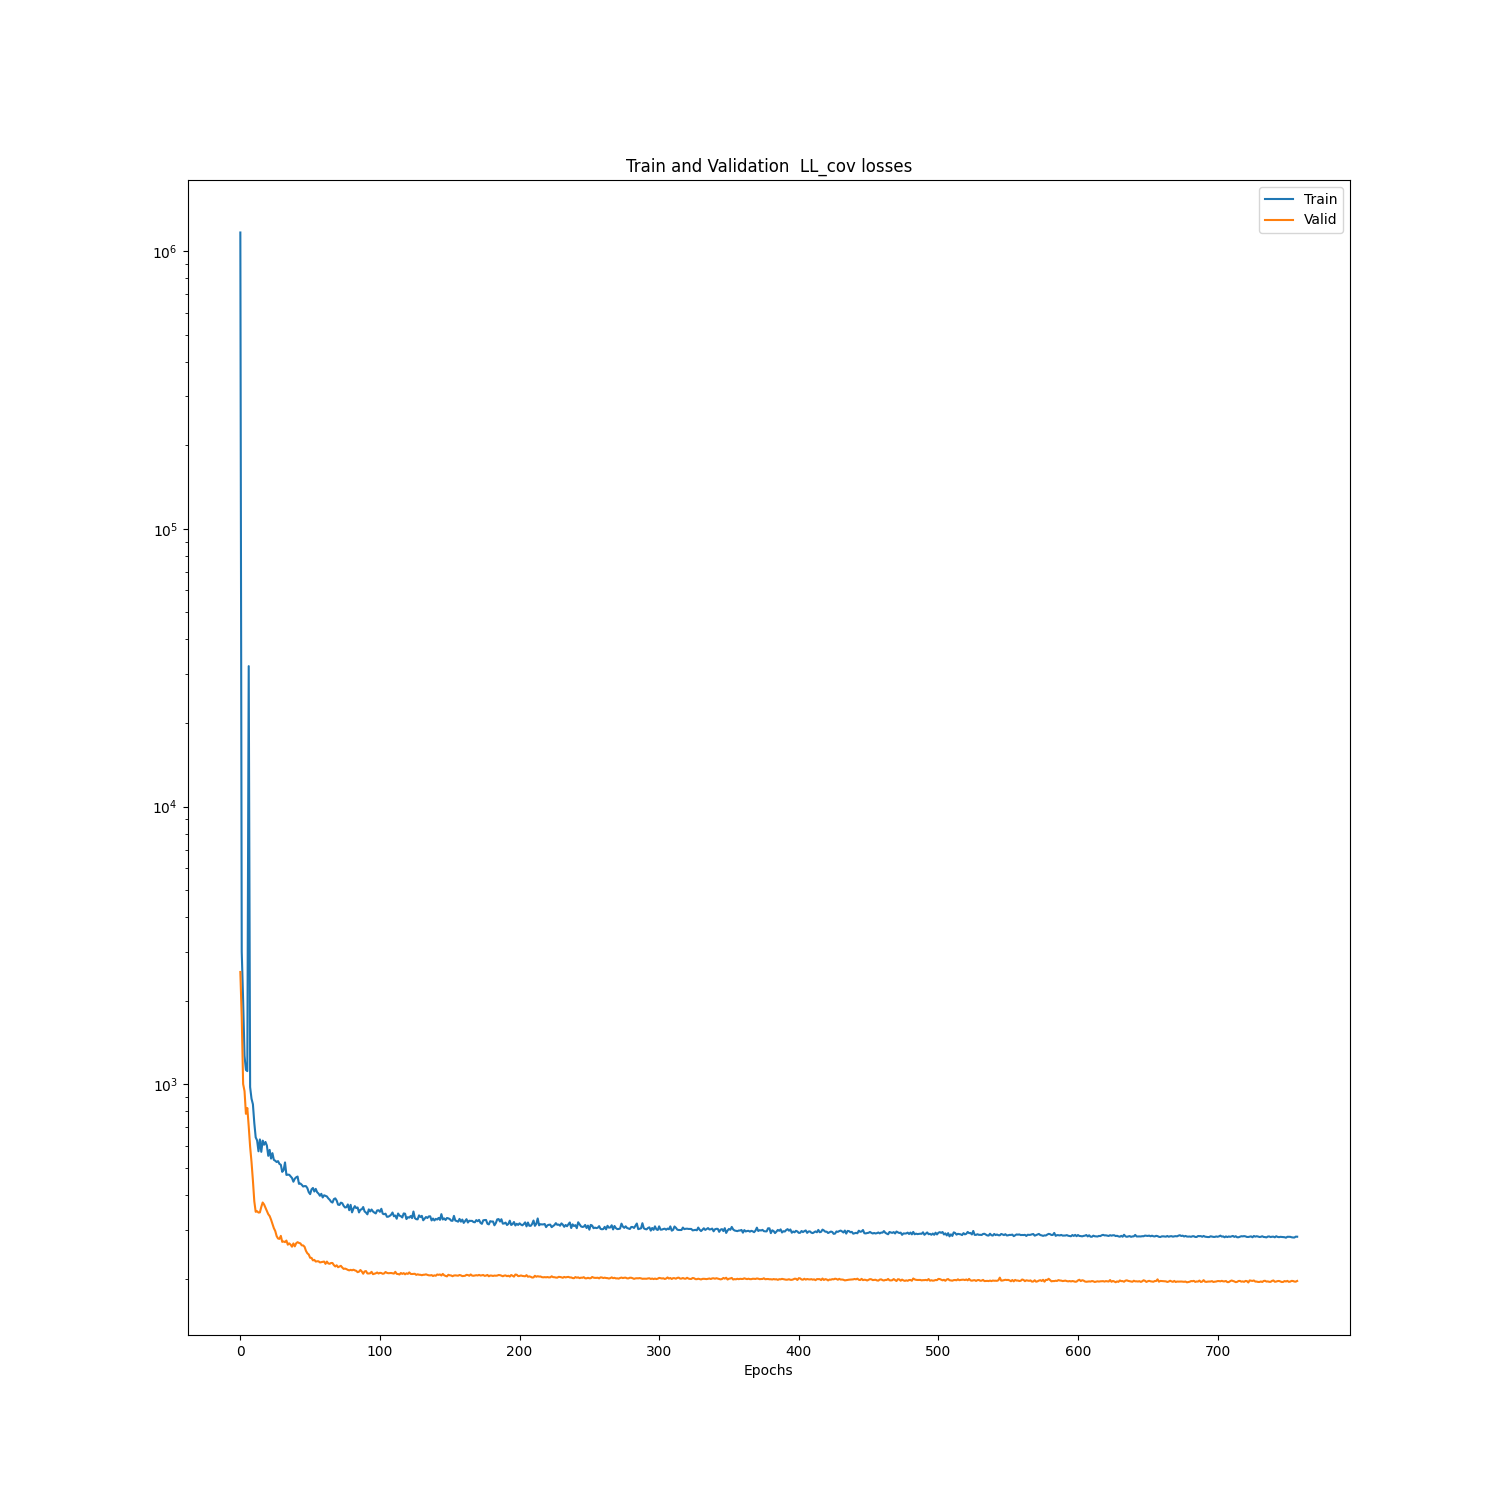 Train and Validation  LL_cov losses
Train
Valid
10⁶
10⁵
10⁴
10³
0 100 200 300 400 500 600 700
Epochs